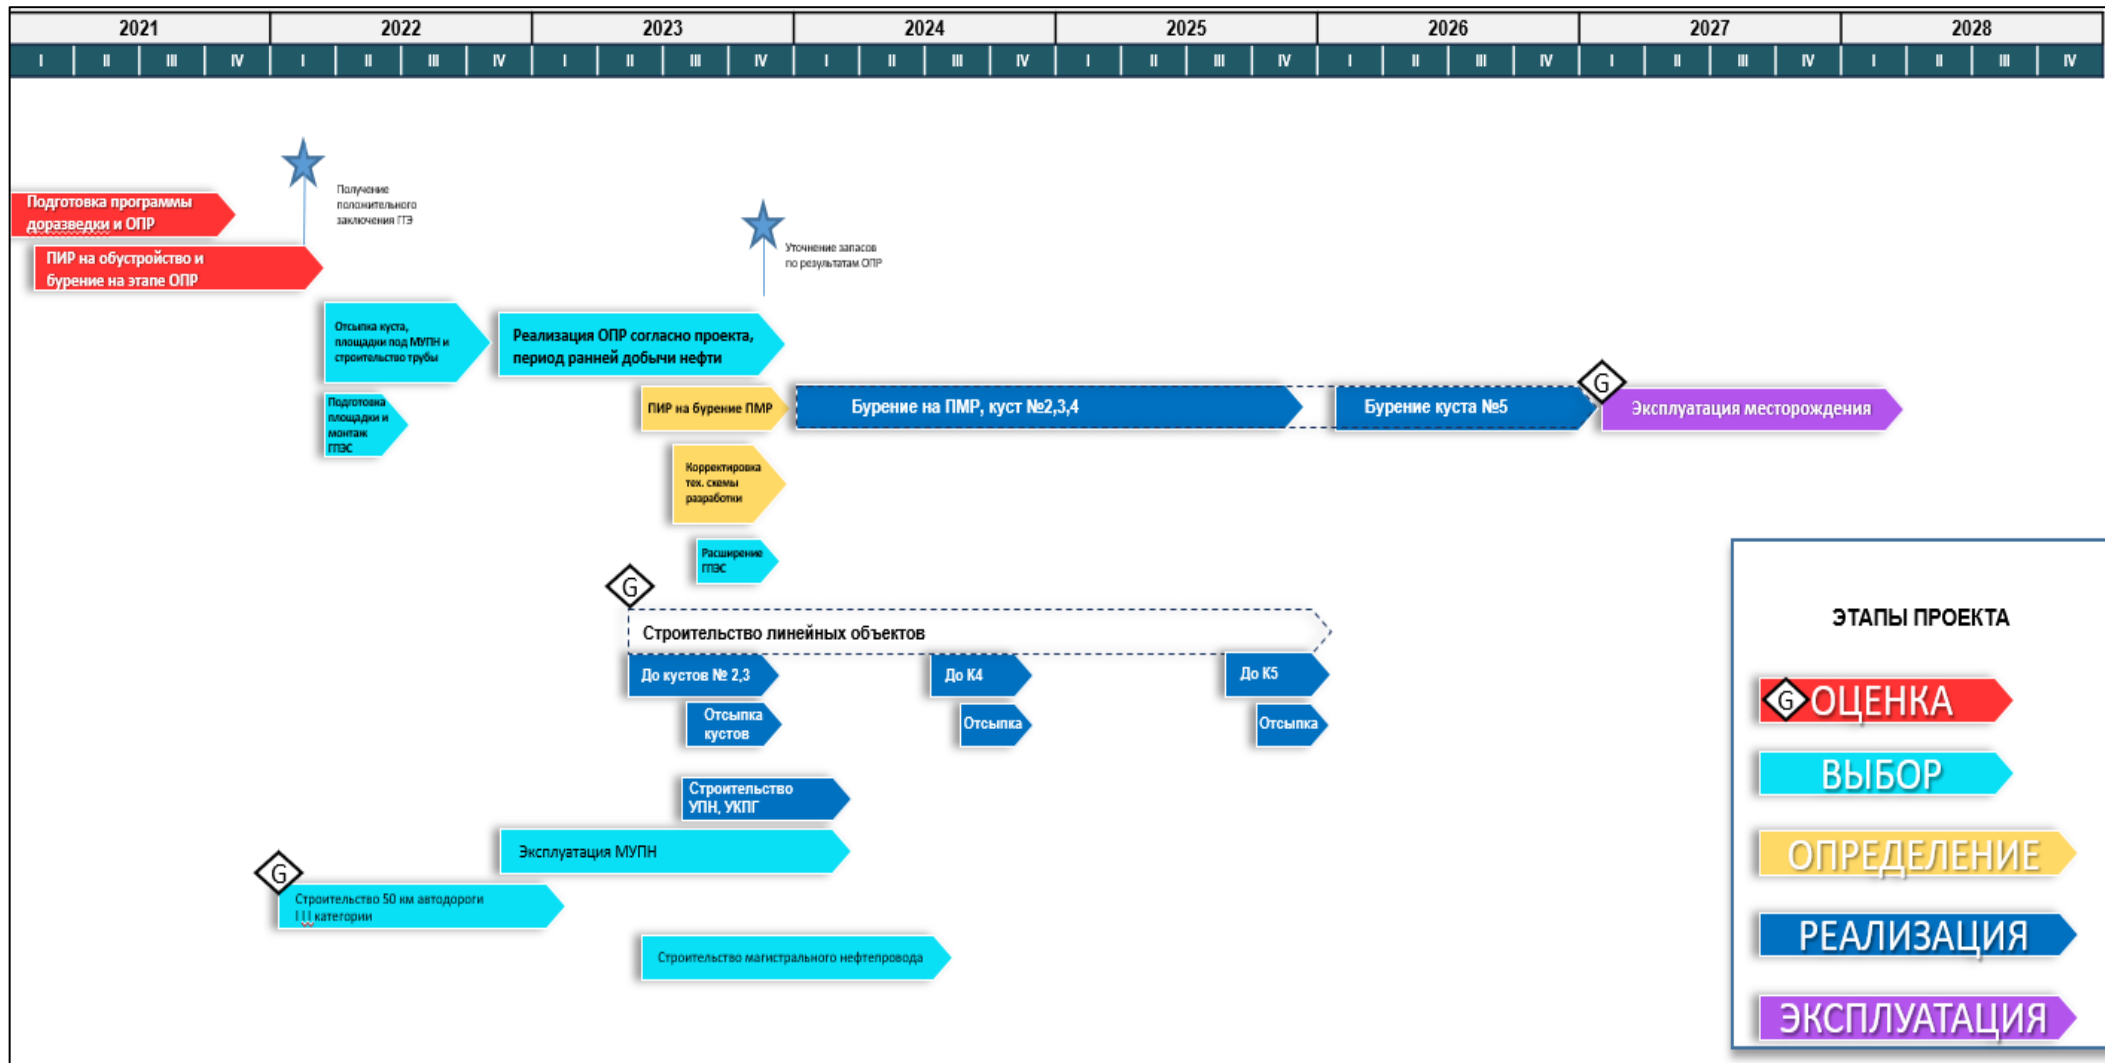 2021 2022 2023 2024 2025 2026 2027 2028
I II III IV I II III IV I II III IV I II III IV I II III IV I II III IV I II III IV I II III IV
Получение
положительного
заключения ГГЭ
Подготовка программы
доразведки и ОПР
Уточнение запасов
по результатам ОПР
ПИР на обустройство и
бурение на этапе ОПР
Отсыпка куста,
площадки под МУПН и
строительство трубы
Реализация ОПР согласно проекта,
период ранней добычи нефти
Подготовка
площадки и
монтаж
ГПЭС
ПИР на бурение ПМР
Бурение на ПМР, куст №2,3,4
Бурение куста №5
G
Эксплуатация месторождения
Корректировка
тех. схемы
разработки
Расширение
ГПЭС
G
Строительство линейных объектов
До кустов № 2,3
До К4
До К5
Отсыпка
кустов
Отсыпка
Отсыпка
Строительство
УПН, УКПГ
Эксплуатация МУПН
G
Строительство 50 км автодороги
III категории
Строительство магистрального нефтепровода
ЭТАПЫ ПРОЕКТА
G ОЦЕНКА
ВЫБОР
ОПРЕДЕЛЕНИЕ
РЕАЛИЗАЦИЯ
ЭКСПЛУАТАЦИЯ